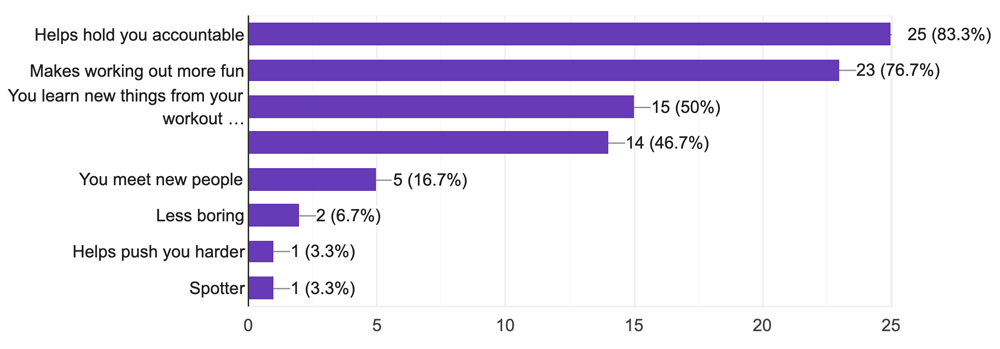 Helps hold you accountable
25 (83.3%)
Makes working out more fun
23 (76.7%)
You learn new things from your
workout …
15 (50%)
14 (46.7%)
You meet new people
5 (16.7%)
Less boring
2 (6.7%)
Helps push you harder
1 (3.3%)
Spotter
1 (3.3%)
0 5 10 15 20 25